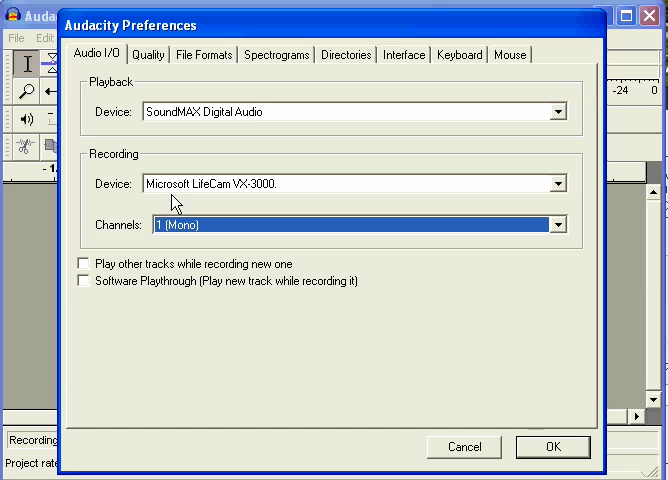 Audac
Audacity Preferences
File Edit
Audio I/O Quality File Formats Spectrograms Directories Interface Keyboard Mouse
Playback
Device: SoundMAX Digital Audio
-24 0
Recording
Device: Microsoft LifeCam VX-3000.
Channels: 1 (Mono)
Play other tracks while recording new one
Software Playthrough (Play new track while recording it)
Cancel OK
Recording
Project rate